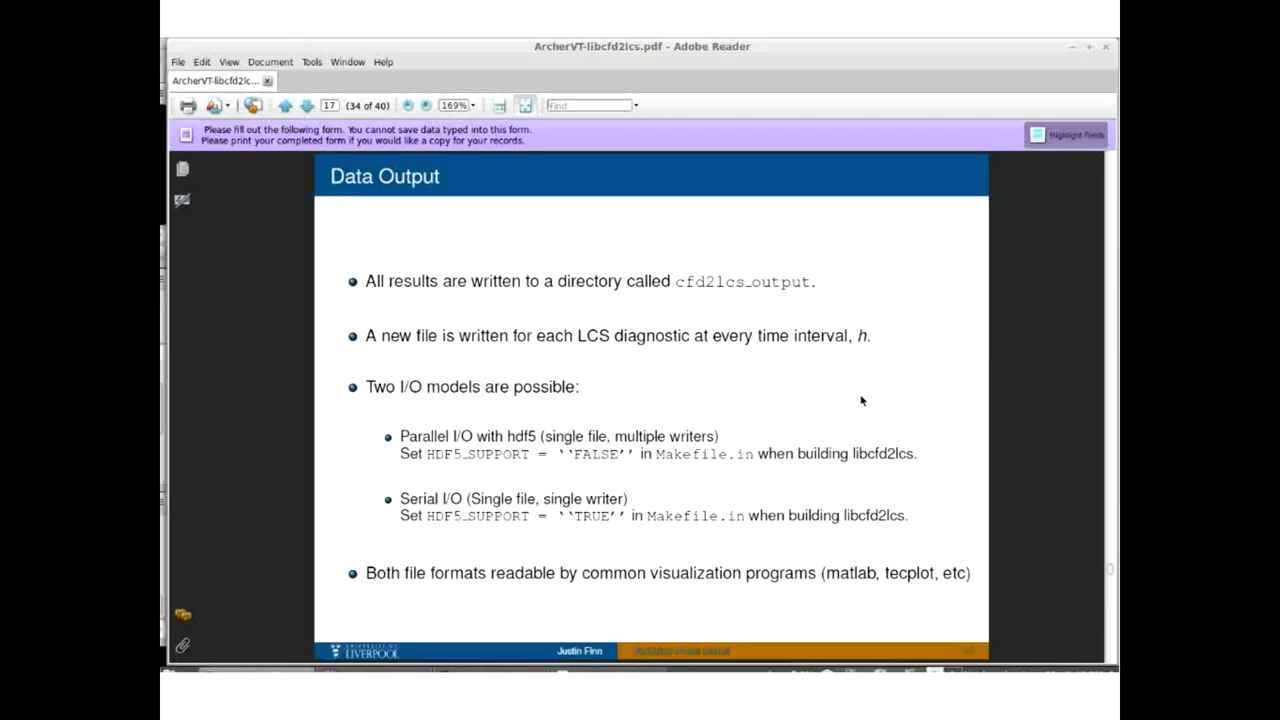 ArcherVT-libcfd2lcs.pdf - Adobe Reader
File Edit View Document Tools Window Help
ArcherVT-libcfd2lc...
17 (34 of 40) 169% Find
Please fill out the following form. You cannot save data typed into this form.
Please print your completed form if you would like a copy for your records.
Highlight Fields
Data Output
All results are written to a directory called cfd2lcs_output.
A new file is written for each LCS diagnostic at every time interval, h.
Two I/O models are possible:
Parallel I/O with hdf5 (single file, multiple writers)
Set HDF5_SUPPORT = ‘‘FALSE’’ in Makefile.in when building libcfd2lcs.
Serial I/O (Single file, single writer)
Set HDF5_SUPPORT = ‘‘TRUE’’ in Makefile.in when building libcfd2lcs.
Both file formats readable by common visualization programs (matlab, tecplot, etc)
UNIVERSITY OF
LIVERPOOL
Justin Finn